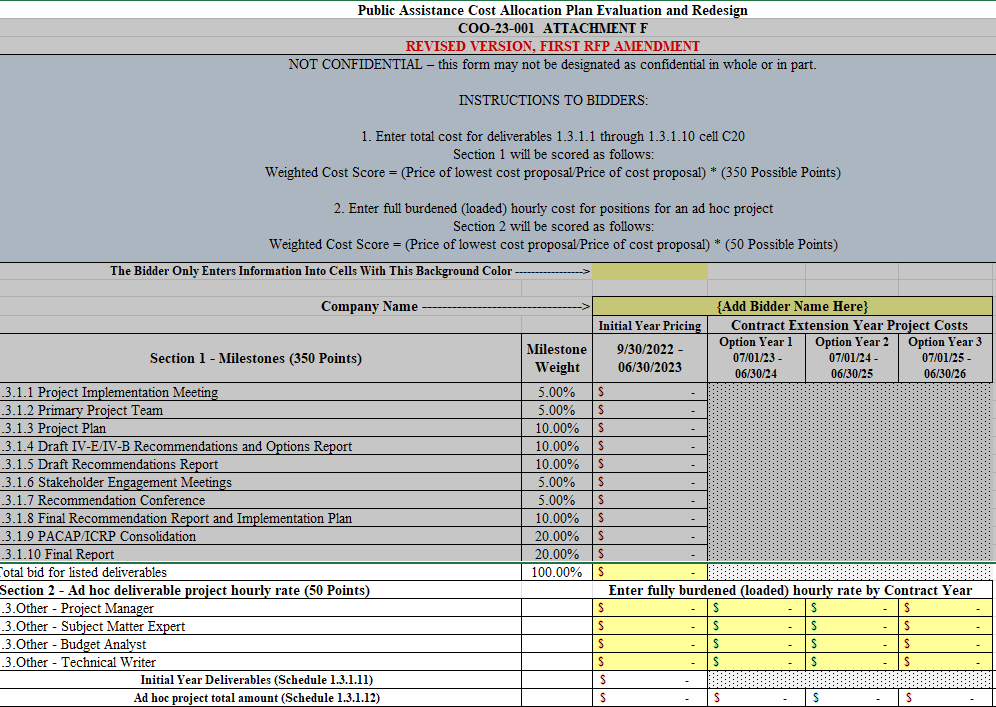 Public Assistance Cost Allocation Plan Evaluation and Redesign
COO-23-001 ATTACHMENT F
REVISED VERSION, FIRST RFP AMENDMENT
NOT CONFIDENTIAL – this form may not be designated as confidential in whole or in part.
INSTRUCTIONS TO BIDDERS:
1. Enter total cost for deliverables 1.3.1.1 through 1.3.1.10 cell C20
Section 1 will be scored as follows:
Weighted Cost Score = (Price of lowest cost proposal/Price of cost proposal) * (350 Possible Points)
2. Enter full burdened (loaded) hourly cost for positions for an ad hoc project
Section 2 will be scored as follows:
Weighted Cost Score = (Price of lowest cost proposal/Price of cost proposal) * (50 Possible Points)
The Bidder Only Enters Information Into Cells With This Background Color ----------------->
Company Name -------------------------------->
{Add Bidder Name Here}
Initial Year Pricing Contract Extension Year Project Costs
Section 1 - Milestones (350 Points)
Milestone
Weight
9/30/2022 -
06/30/2023
Option Year 1
07/01/23 -
06/30/24
Option Year 2
07/01/24 -
06/30/25
Option Year 3
07/01/25 -
06/30/26
.3.1.1 Project Implementation Meeting 5.00% $ -
.3.1.2 Primary Project Team 5.00% $ -
.3.1.3 Project Plan 10.00% $ -
.3.1.4 Draft IV-E/IV-B Recommendations and Options Report 10.00% $ -
.3.1.5 Draft Recommendations Report 10.00% $ -
.3.1.6 Stakeholder Engagement Meetings 5.00% $ -
.3.1.7 Recommendation Conference 5.00% $ -
.3.1.8 Final Recommendation Report and Implementation Plan 10.00% $ -
.3.1.9 PACAP/ICRP Consolidation 20.00% $ -
.3.1.10 Final Report 20.00% $ -
Total bid for listed deliverables 100.00% $ -
Section 2 - Ad hoc deliverable project hourly rate (50 Points) Enter fully burdened (loaded) hourly rate by Contract Year
.3.Other - Project Manager $ - $ - $ - $ -
.3.Other - Subject Matter Expert $ - $ - $ - $ -
.3.Other - Budget Analyst $ - $ - $ - $ -
.3.Other - Technical Writer $ - $ - $ - $ -
Initial Year Deliverables (Schedule 1.3.1.11) $ -
Ad hoc project total amount (Schedule 1.3.1.12) $ - $ - $ - $ -